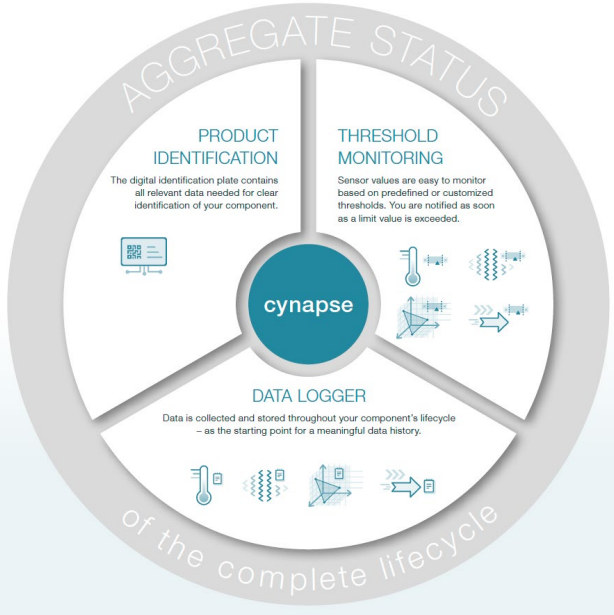 AGGREGATE STATUS
PRODUCT
IDENTIFICATION
The digital identification plate contains
all relevant data needed for clear
identification of your component.
THRESHOLD
MONITORING
Sensor values are easy to monitor
based on predefined or customized
thresholds. You are notified as soon
as a limit value is exceeded.
cynapse
DATA LOGGER
Data is collected and stored throughout your component's lifecycle
– as the starting point for a meaningful data history.
of the complete lifecycle